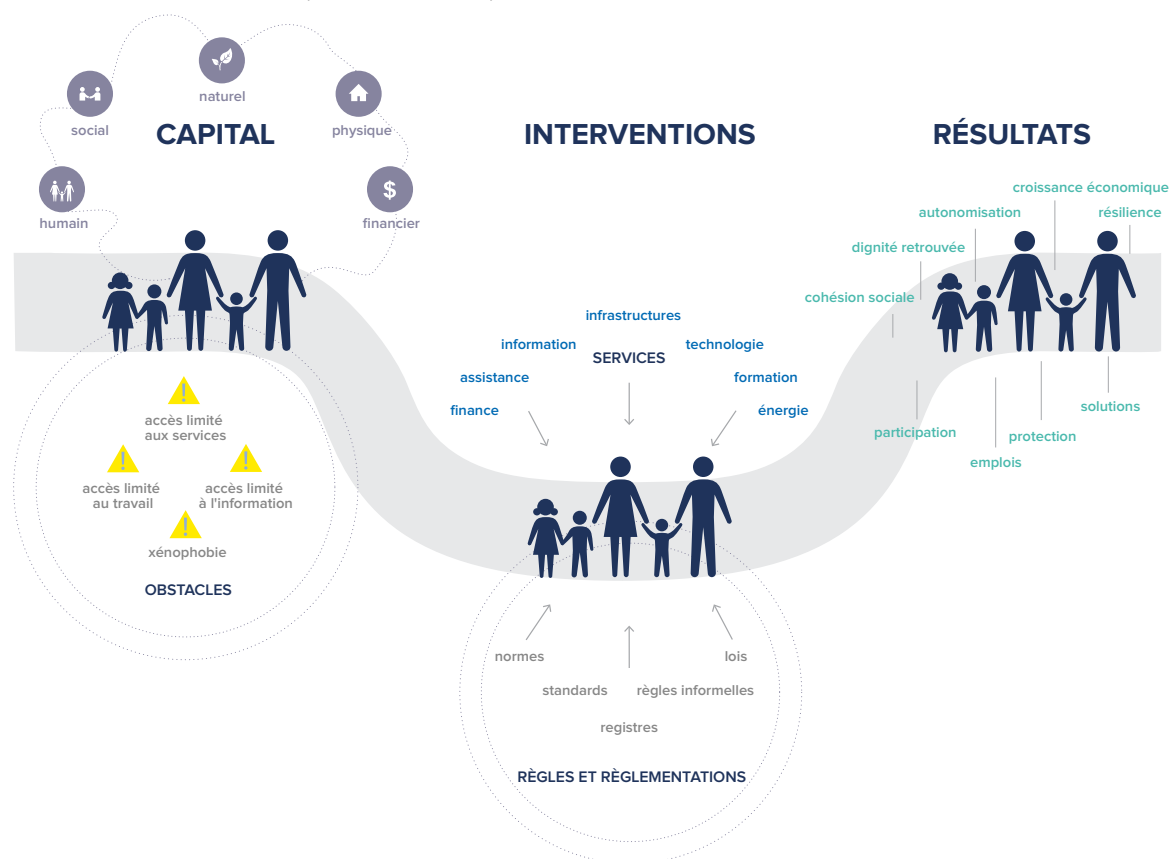 naturel
social
physique
CAPITAL
humain
$
financier
accès limité
aux services
accès limité
au travail
accès limité
à l'information
xénophobie
OBSTACLES
INTERVENTIONS
infrastructures
information
technologie
SERVICES
assistance
formation
finance
énergie
normes
lois
standards
règles informelles
registres
RÈGLES ET RÈGLEMENTATIONS
RÉSULTATS
croissance économique
autonomisation
résilience
dignité retrouvée
cohésion sociale
solutions
participation
protection
emplois